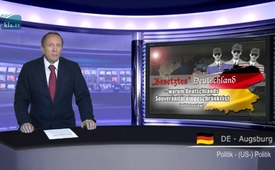 kla.tv
"Besetztes" Deutschland
warum Deutschlands
Souveränität eingeschränkt ist
DE - Augsburg
Politik - (US-) Politik